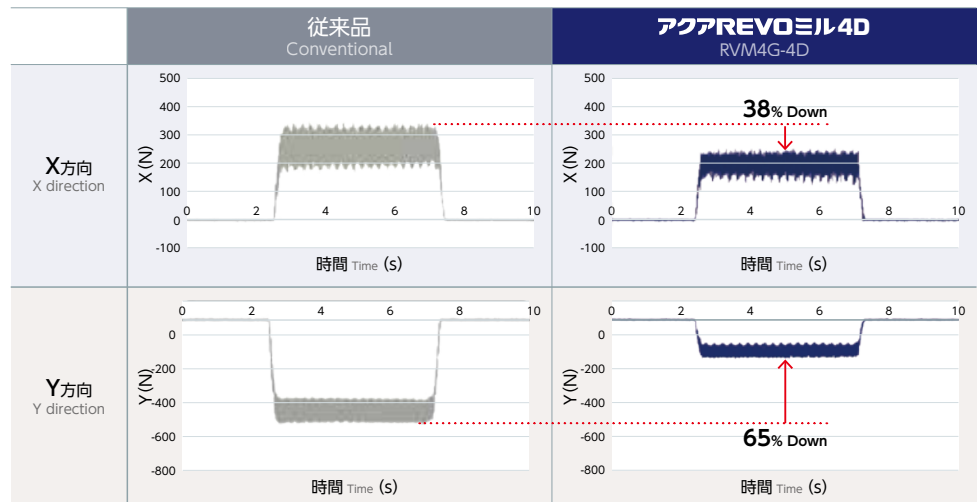 従来品
Conventional
アクアREVOミル4D
RVM4G-4D
X方向
X direction
X (N)
500
400
300
200
100
0
-100
0 2 4 6 8 10
時間 Time (s)
X (N)
500
400
300
200
100
0
-100
0 2 4 6 8 10
時間 Time (s)
38% Down
Y方向
Y direction
Y (N)
0 2 4 6 8 10
0
-200
-400
-600
-800
時間 Time (s)
Y (N)
0 2 4 6 8 10
0
-200
-400
-600
-800
時間 Time (s)
65% Down